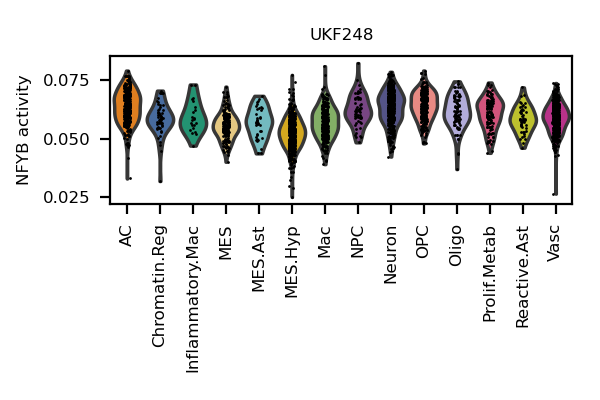 UKF248
NFYB activity
0.075
0.050
0.025
AC
Chromatin.Reg
Inflammatory.Mac
MES
MES.Ast
MES.Hyp
Mac
NPC
Neuron
OPC
Oligo
Prolif.Metab
Reactive.Ast
Vasc